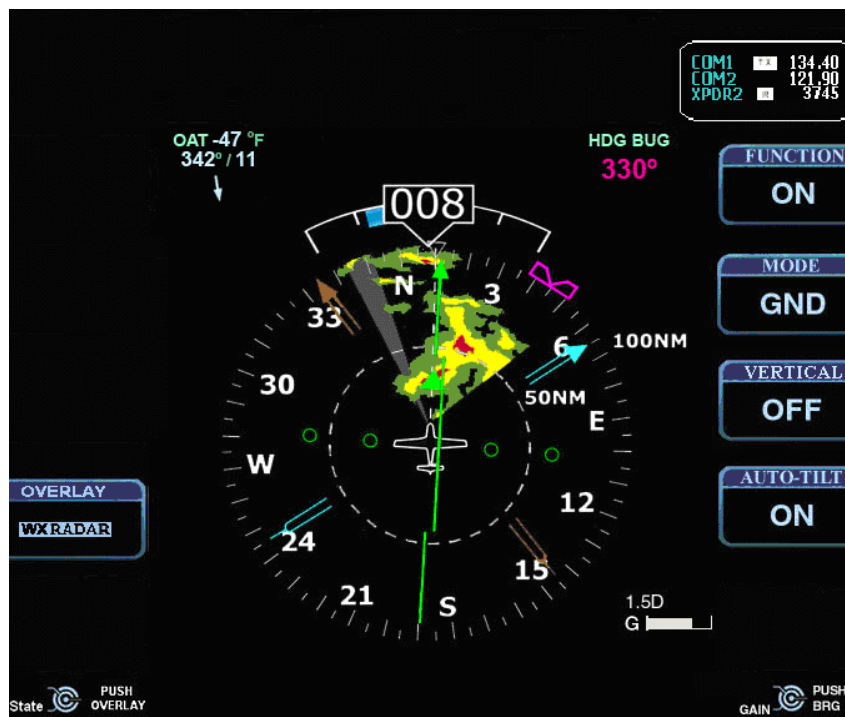 COM1 TX 134.40
COM2 121.90
XPDR2 R 3745
OAT -47 °F
342° / 11
HDG BUG
330°
FUNCTION
ON
008
MODE
GND
N
3
33
6
100NM
VERTICAL
OFF
30
50NM
E
W
AUTO-TILT
ON
OVERLAY
WX RADAR
12
24
15
21
S
1.5D
G
State
PUSH
OVERLAY
GAIN
PUSH
BRG